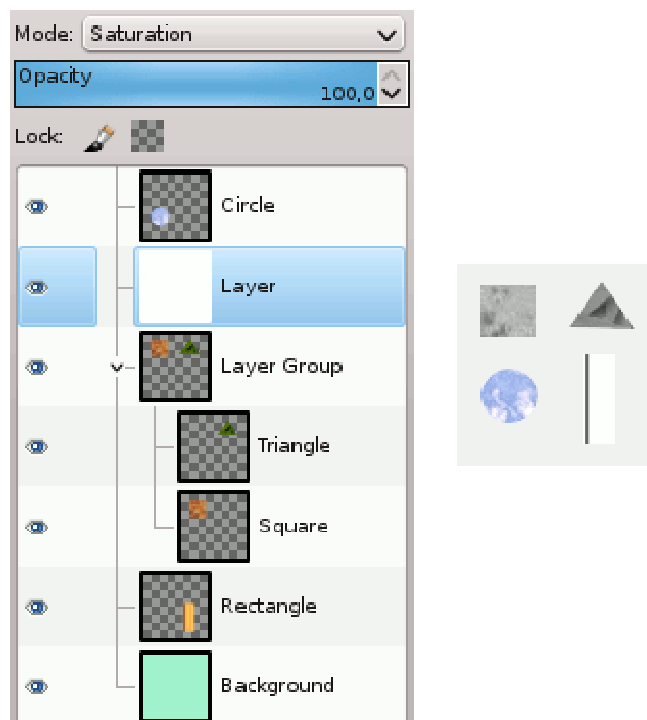 Mode: Saturation
Opacity
100,0
Lock:
Circle
Layer
Layer Group
Triangle
Square
Rectangle
Background